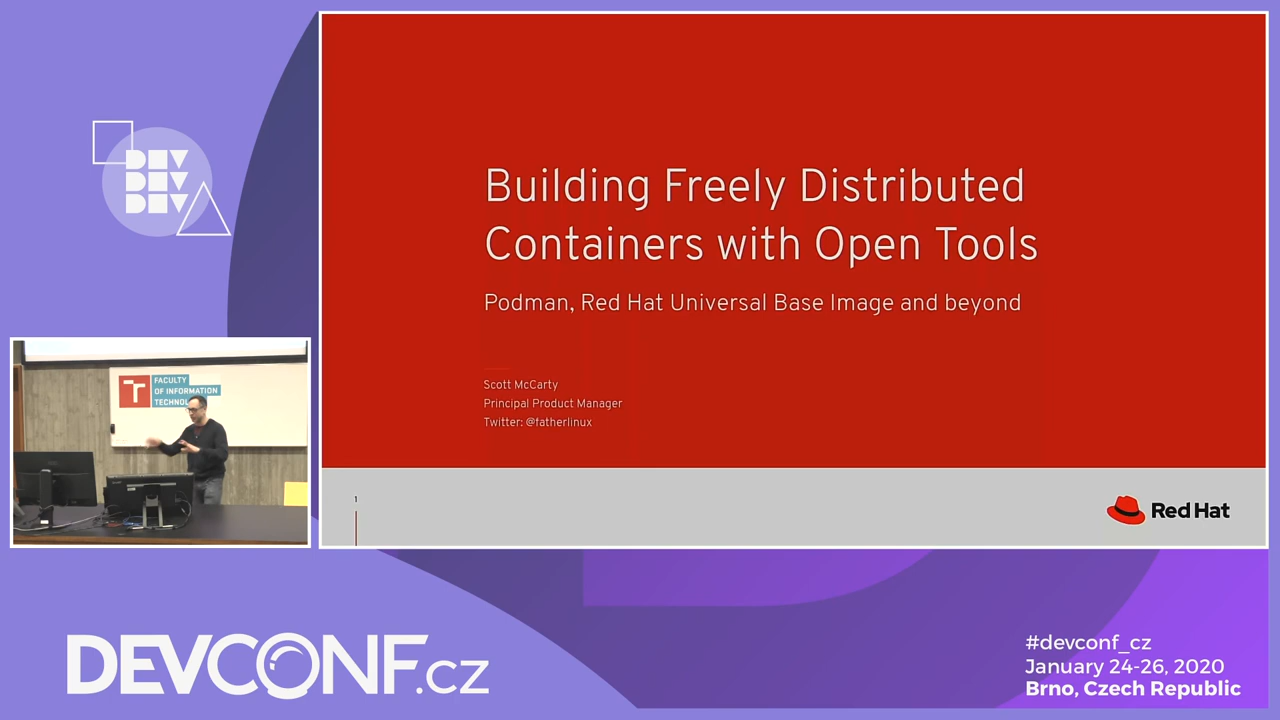 DEV
DEV
DEV
Building Freely Distributed
Containers with Open Tools
Podman, Red Hat Universal Base Image and beyond
Scott McCarty
Principal Product Manager
Twitter: @fatherlinux
1
Red Hat
T
FACULTY
OF INFORMATION
DEVCONF.cz
#devconf_cz
January 24-26, 2020
Brno, Czech Republic